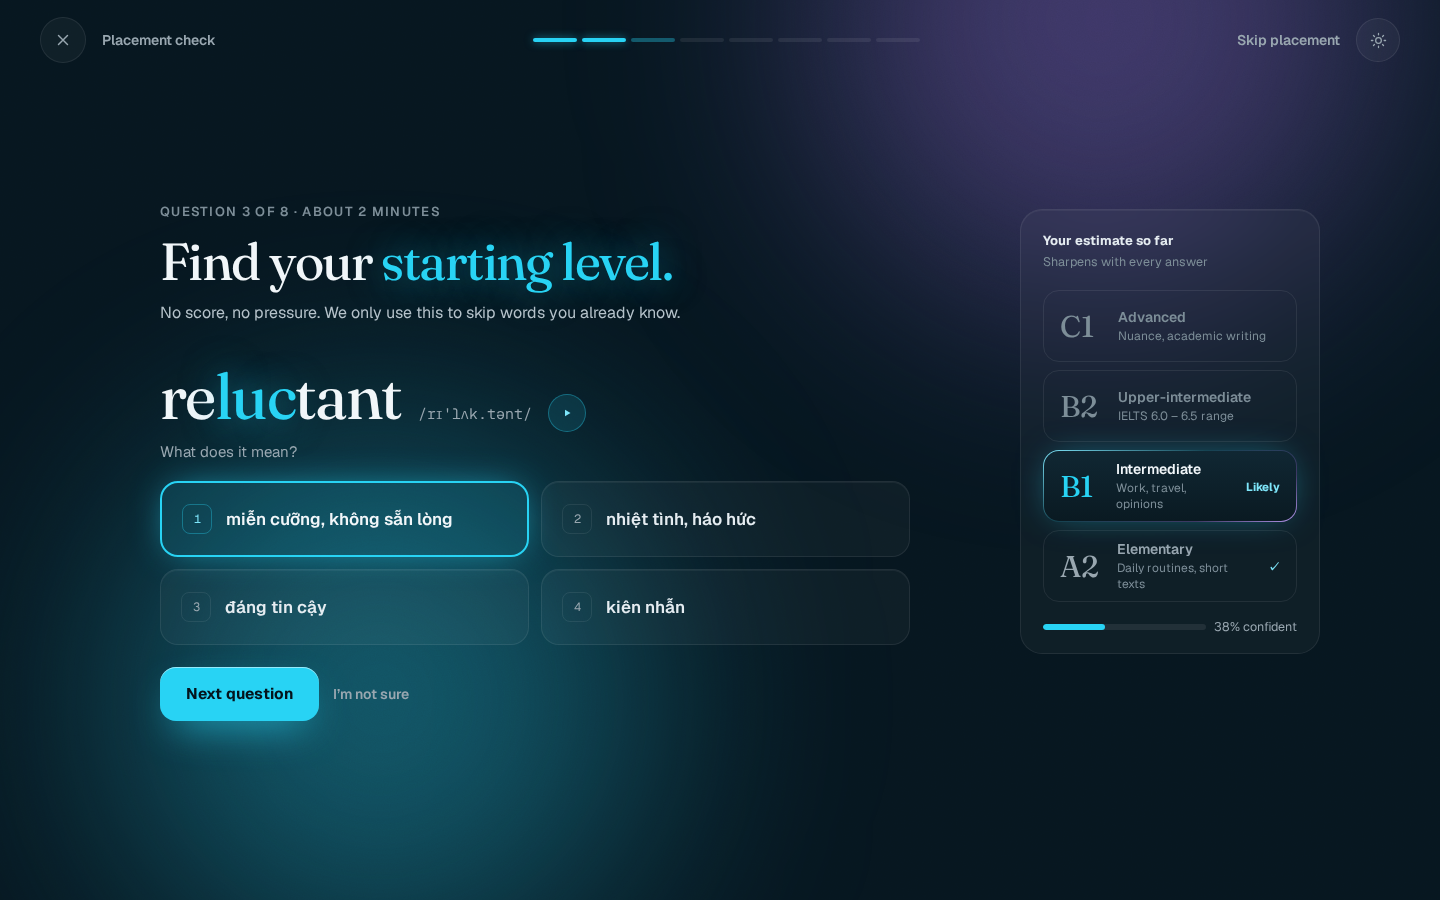 Placement check
Skip placement
QUESTION 3 OF 8 · ABOUT 2 MINUTES
Find your starting level.
No score, no pressure. We only use this to skip words you already know.
reluctant /rɪˈlʌk.tənt/
What does it mean?
1 miễn cưỡng, không sẵn lòng
2 nhiệt tình, háo hức
3 đáng tin cậy
4 kiên nhẫn
Next question
I'm not sure
Your estimate so far
Sharpens with every answer
C1 Advanced
Nuance, academic writing
B2 Upper-intermediate
IELTS 6.0 – 6.5 range
B1 Intermediate
Work, travel,
opinions
Likely
A2 Elementary
Daily routines, short
texts
✓
38% confident